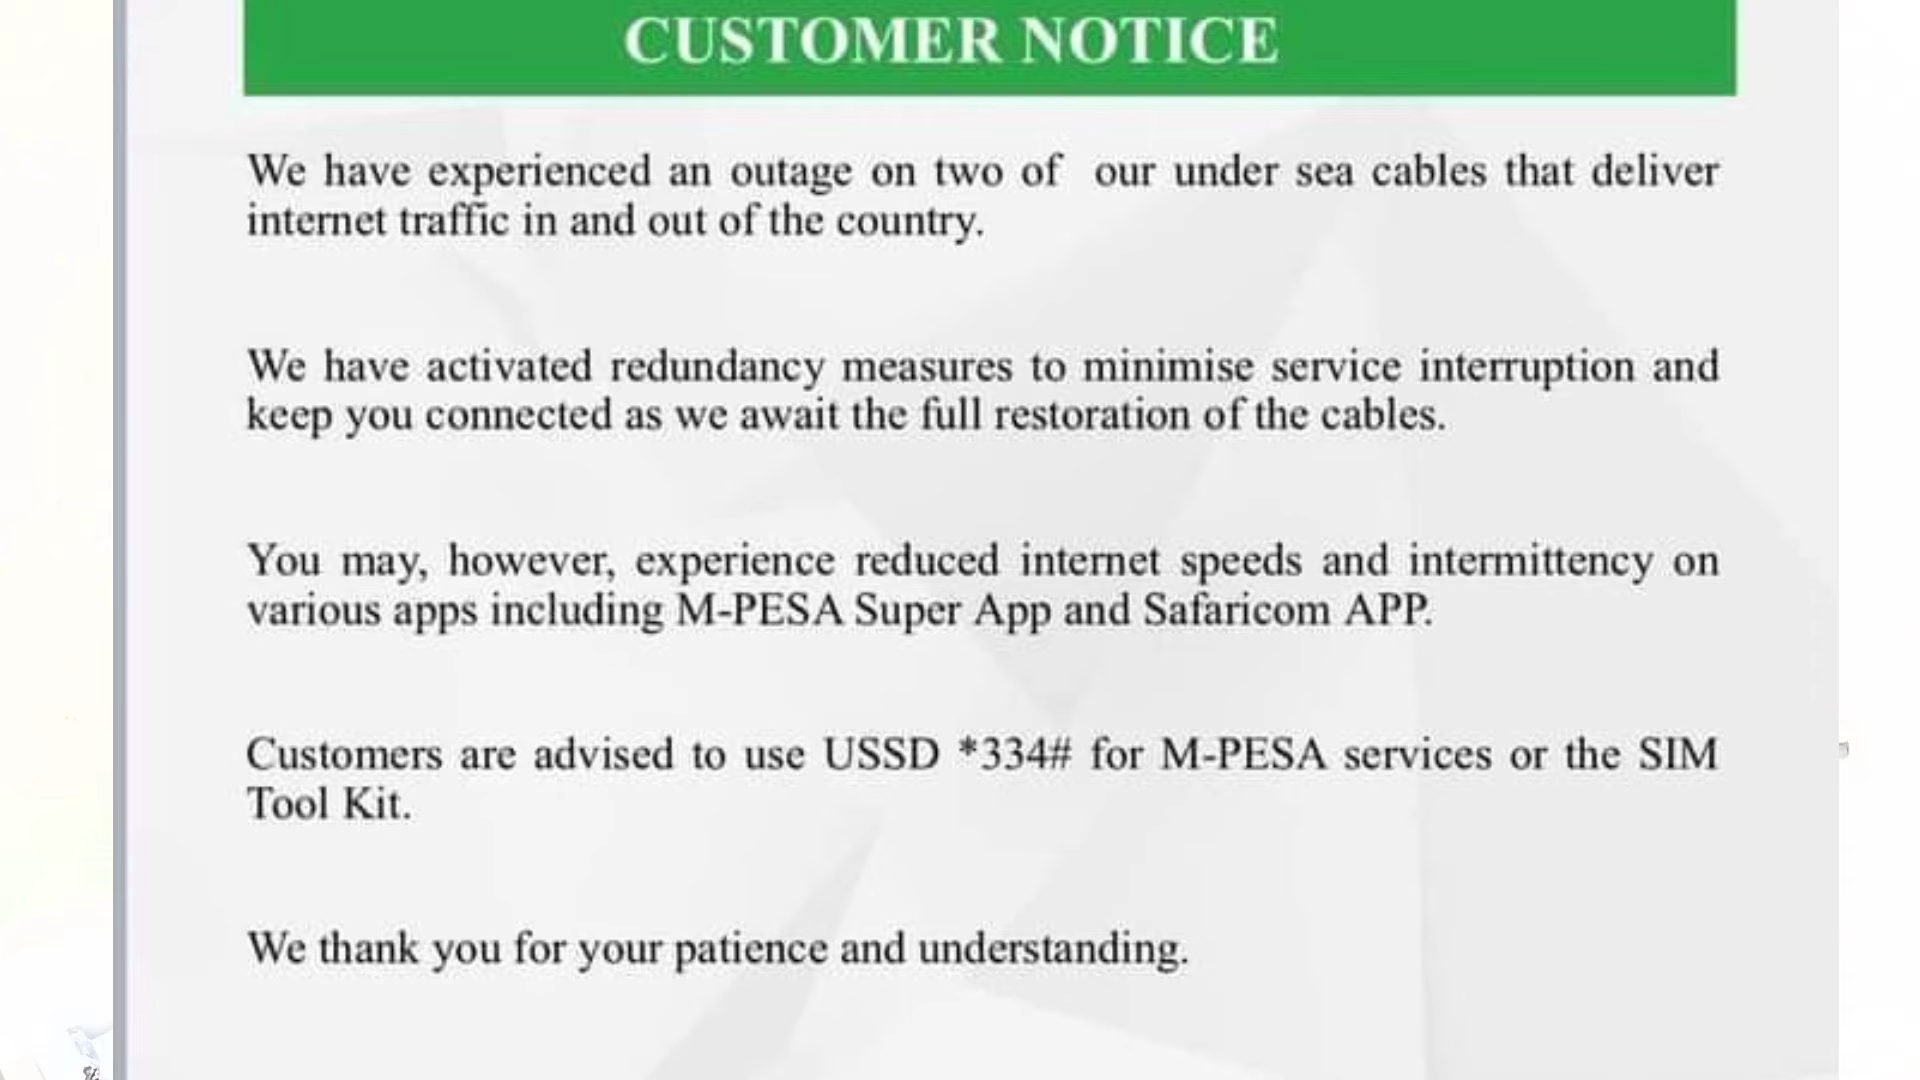 CUSTOMER NOTICE
We have experienced an outage on two of our under sea cables that deliver
internet traffic in and out of the country.
We have activated redundancy measures to minimise service interruption and
keep you connected as we await the full restoration of the cables.
You may, however, experience reduced internet speeds and intermittency on
various apps including M-PESA Super App and Safaricom APP.
Customers are advised to use USSD *334# for M-PESA services or the SIM
Tool Kit.
We thank you for your patience and understanding.